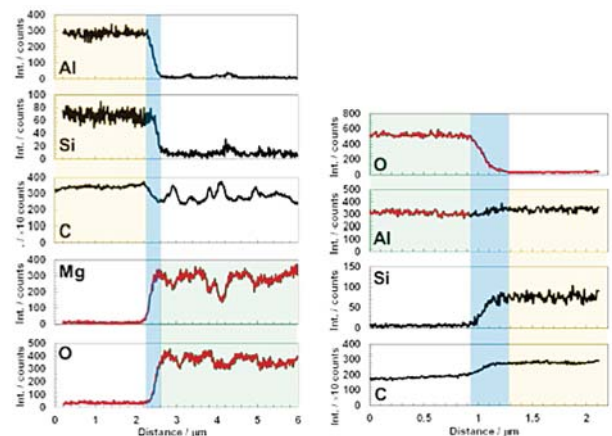 Int. / counts
400
300
200
100
0
Al
Int. / counts
100
80
60
40
20
0
Si
/ ×10 counts
400
300
200
100
0
C
Int. / counts
400
300
200
100
0
Mg
Int. / counts
500
400
300
200
100
0
O
0 1 2 3 4 5 6
Distance / μm
Int. / counts
800
600
400
200
0
O
Int. / counts
500
400
300
200
100
0
Al
Int. / counts
150
100
50
0
Si
Int. / ×10 counts
400
300
200
100
0
C
0 0.5 1 1.5 2
Distance / μm